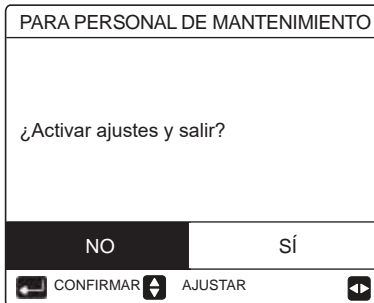 PARA PERSONAL DE MANTENIMIENTO
¿Activar ajustes y salir?
NO SÍ
CONFIRMAR AJUSTAR